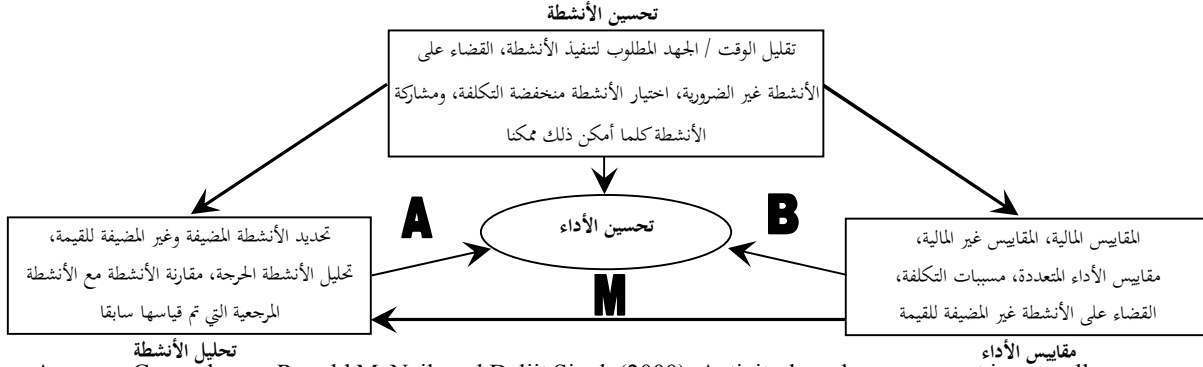 تحسين الأنشطة
تقليل الوقت / الجهد المطلوب لتنفيذ الأنشطة، القضاء على
الأنشطة غير الضرورية، اختيار الأنشطة منخفضة التكلفة، ومشاركة
الأنشطة كلما أمكن ذلك ممكنا
A
B
تحسين الأداء
تحديد الأنشطة المضيفة وغير المضيفة للقيمة،
تحليل الأنشطة الحرجة، مقارنة الأنشطة مع الأنشطة
المرجعية التي تم قياسها سابقا
المقاييس المالية، المقاييس غير المالية،
مقاييس الأداء المتعددة، مسببات التكلفة،
القضاء على الأنشطة غير المضيفة للقيمة
M
تحليل الأنشطة
مقاييس الأداء